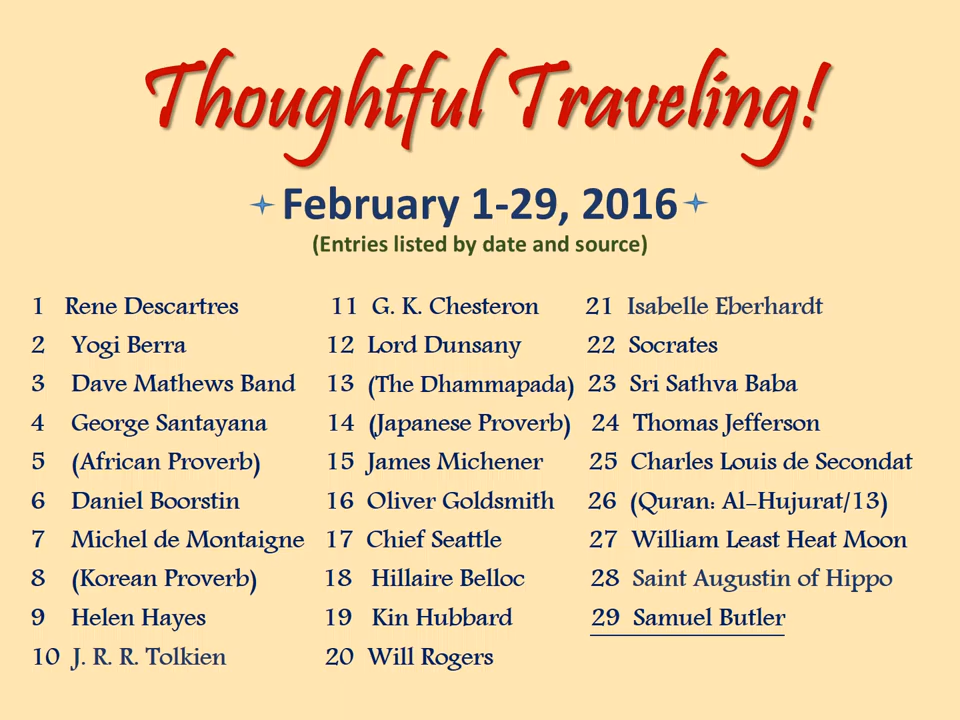 Thoughtful Traveling!
February 1-29, 2016
(Entries listed by date and source)
1 Rene Descartres
2 Yogi Berra
3 Dave Mathews Band
4 George Santayana
5 (African Proverb)
6 Daniel Boorstin
7 Michel de Montaigne
8 (Korean Proverb)
9 Helen Hayes
10 J. R. R. Tolkien
11 G. K. Chesteron
12 Lord Dunsany
13 (The Dhammapada)
14 (Japanese Proverb)
15 James Michener
16 Oliver Goldsmith
17 Chief Seattle
18 Hillaire Belloc
19 Kin Hubbard
20 Will Rogers
21 Isabelle Eberhardt
22 Socrates
23 Sri Sathva Baba
24 Thomas Jefferson
25 Charles Louis de Secondat
26 (Quran: Al-Hujurat/13)
27 William Least Heat Moon
28 Saint Augustin of Hippo
29 Samuel Butler